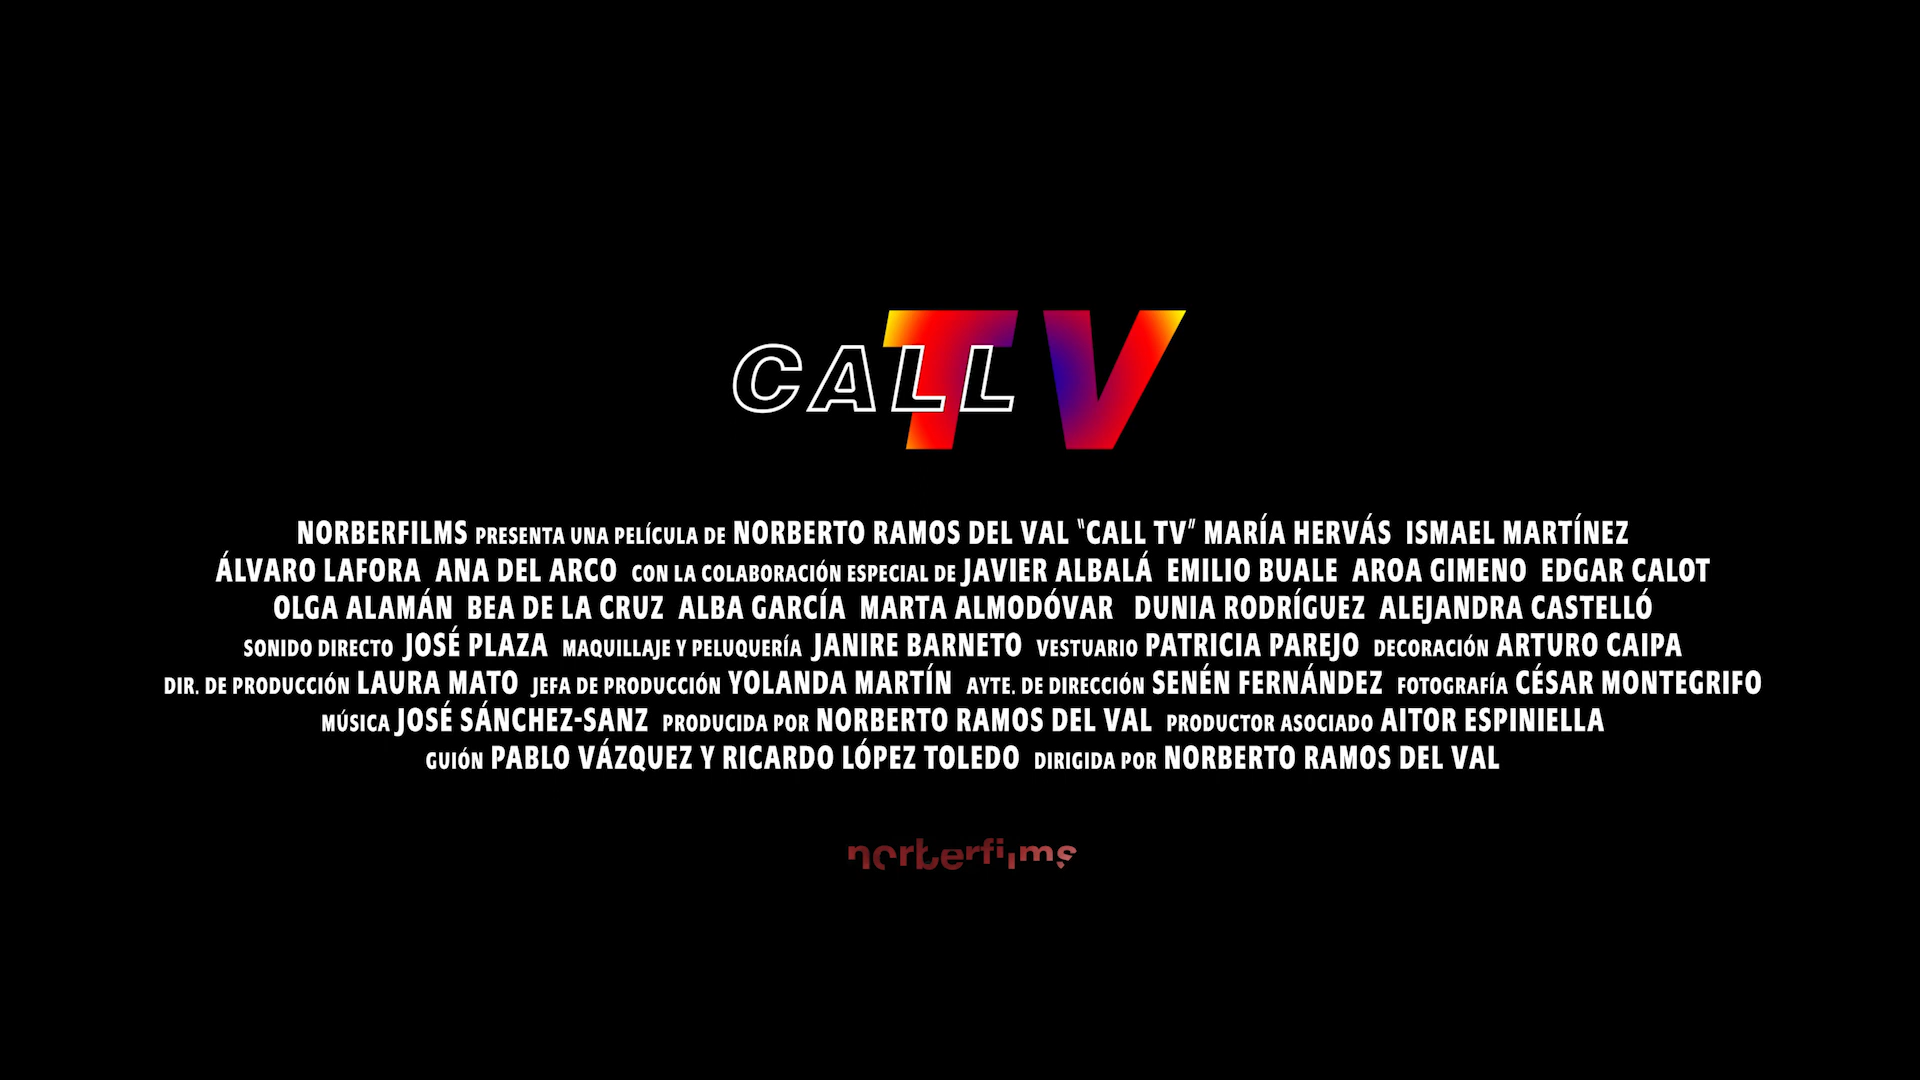 CALL TV
NORBERFILMS PRESENTA UNA PELÍCULA DE NORBERTO RAMOS DEL VAL "CALL TV" MARÍA HERVÁS ISMAEL MARTÍNEZ
ÁLVARO LAFORA ANA DEL ARCO CON LA COLABORACIÓN ESPECIAL DE JAVIER ALBALÁ EMILIO BUALE AROA GIMENO EDGAR CALOT
OLGA ALAMÁN BEA DE LA CRUZ ALBA GARCÍA MARTA ALMODÓVAR DUNIA RODRÍGUEZ ALEJANDRA CASTELLÓ
SONIDO DIRECTO JOSÉ PLAZA MAQUILLAJE Y PELUQUERÍA JANIRE BARNETO VESTUARIO PATRICIA PAREJO DECORACIÓN ARTURO CAIPA
DIR. DE PRODUCCIÓN LAURA MATO JEFA DE PRODUCCIÓN YOLANDA MARTÍN AYTE. DE DIRECCIÓN SENÉN FERNÁNDEZ FOTOGRAFÍA CÉSAR MONTEGRIFO
MÚSICA JOSÉ SÁNCHEZ-SANZ PRODUCIDA POR NORBERTO RAMOS DEL VAL PRODUCTOR ASOCIADO AITOR ESPINIELLA
GUIÓN PABLO VÁZQUEZ Y RICARDO LÓPEZ TOLEDO DIRIGIDA POR NORBERTO RAMOS DEL VAL
norberfilms